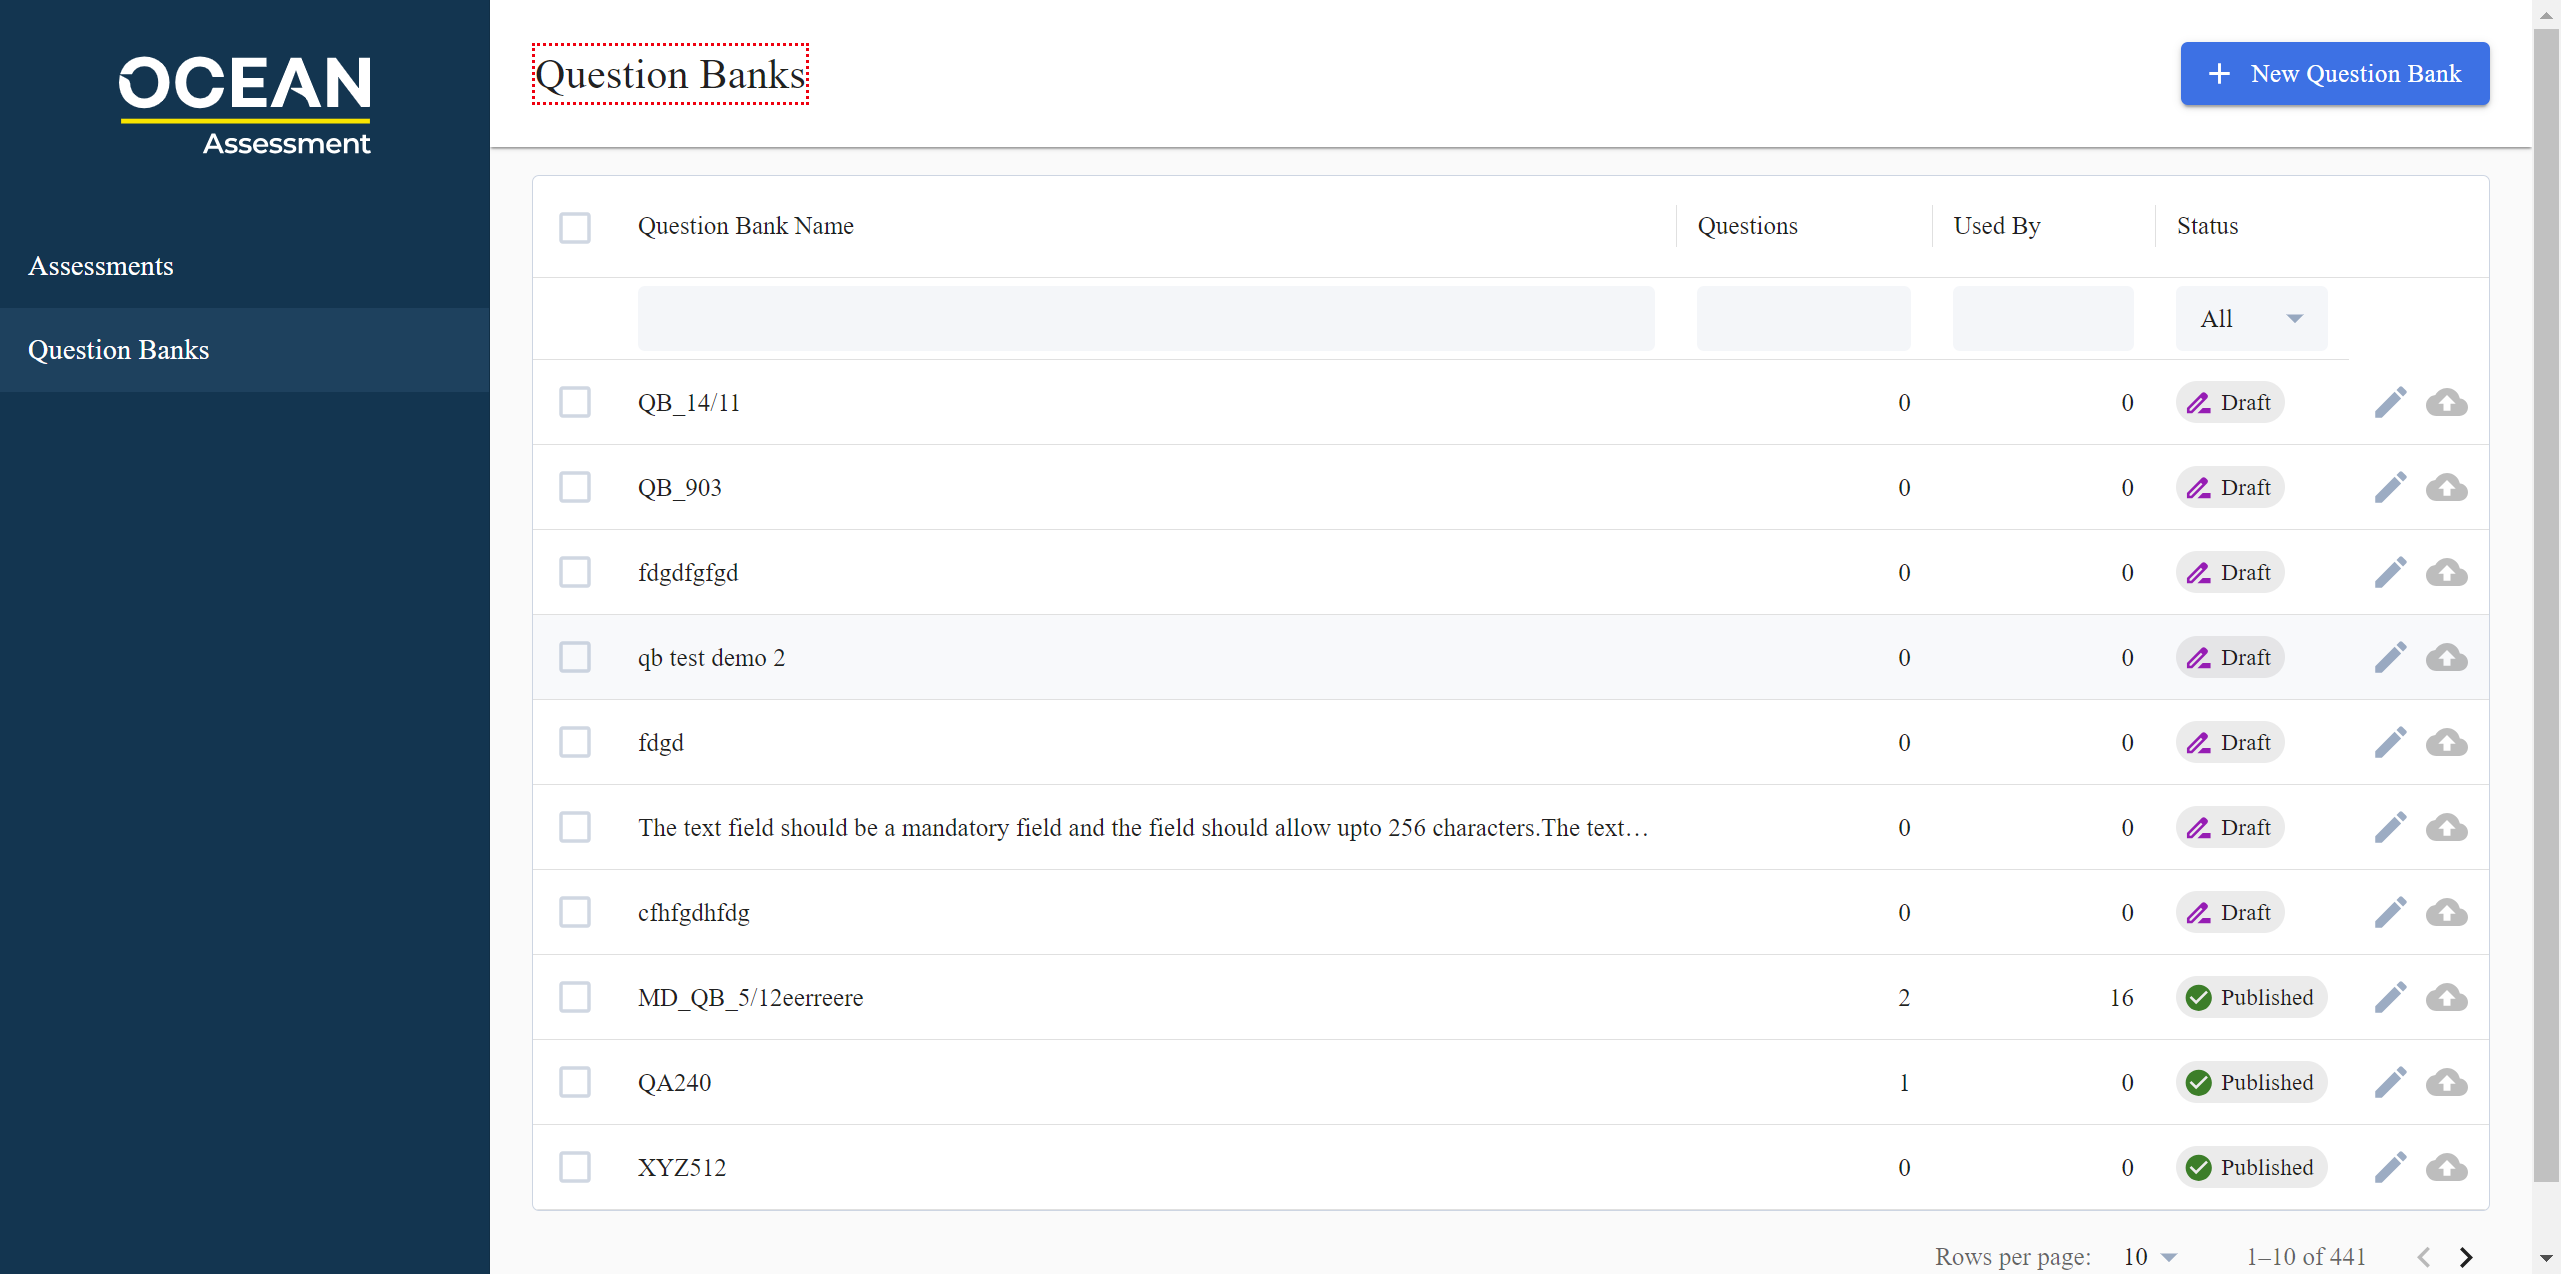 OCEAN
Assessment
Assessments
Question Banks
Question Banks
New Question Bank
Question Bank Name Questions Used By Status
All
QB_14/11 0 0 Draft
QB_903 0 0 Draft
fdgdfgfgd 0 0 Draft
qb test demo 2 0 0 Draft
fdgd 0 0 Draft
The text field should be a mandatory field and the field should allow upto 256 characters.The text… 0 0 Draft
cfhfgdhfdg 0 0 Draft
MD_QB_5/12eerreere 2 16 Published
QA240 1 0 Published
XYZ512 0 0 Published
Rows per page: 10 1–10 of 441